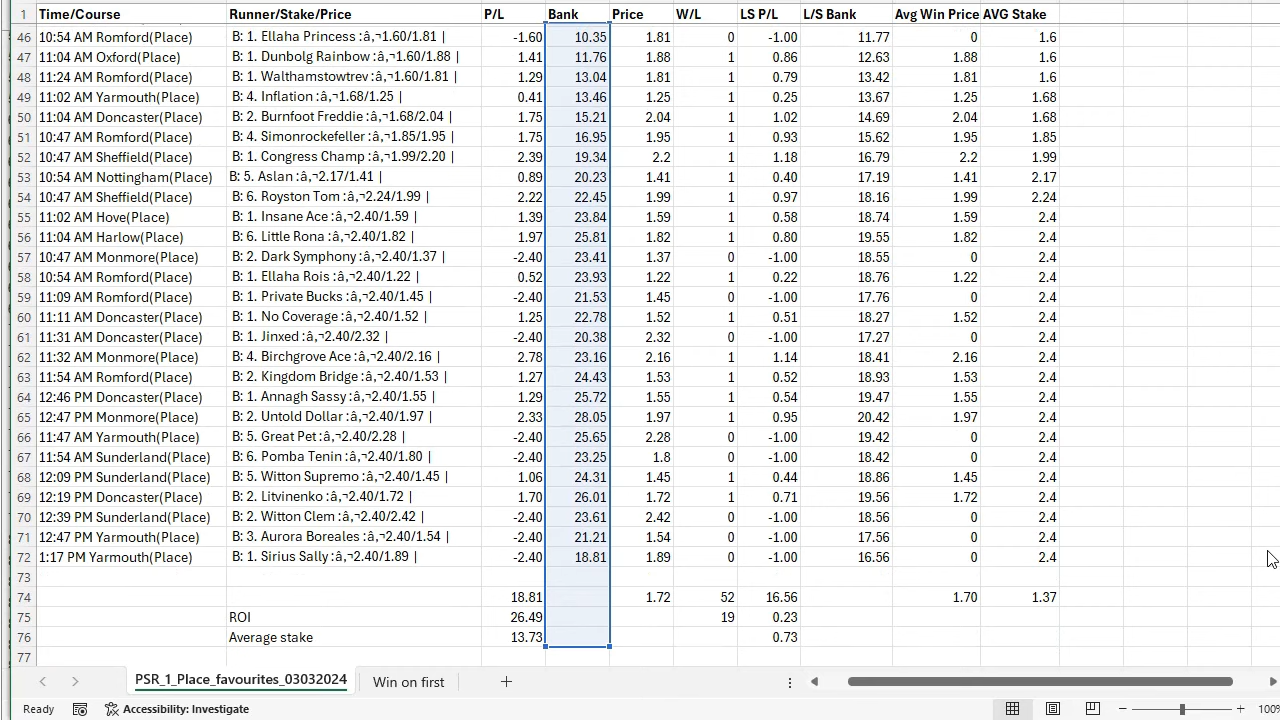 1 Time/Course Runner/Stake/Price P/L Bank Price W/L LS P/L L/S Bank Avg Win Price AVG Stake
46 10:54 AM Romford(Place) B: 1. Ellaha Princess :â‚¬1.60/1.81 | -1.60 10.35 1.81 0 -1.00 11.77 0 1.6
47 11:04 AM Oxford(Place) B: 1. Dunbolg Rainbow :â‚¬1.60/1.88 | 1.41 11.76 1.88 1 0.86 12.63 1.88 1.6
48 11:24 AM Romford(Place) B: 1. Walthamstowtrev :â‚¬1.60/1.81 | 1.29 13.04 1.81 1 0.79 13.42 1.81 1.6
49 11:02 AM Yarmouth(Place) B: 4. Inflation :â‚¬1.68/1.25 | 0.41 13.46 1.25 1 0.25 13.67 1.25 1.68
50 11:04 AM Doncaster(Place) B: 2. Burnfoot Freddie :â‚¬1.68/2.04 | 1.75 15.21 2.04 1 1.02 14.69 2.04 1.68
51 10:47 AM Romford(Place) B: 4. Simonrockefeller :â‚¬1.85/1.95 | 1.75 16.95 1.95 1 0.93 15.62 1.95 1.85
52 10:47 AM Sheffield(Place) B: 1. Congress Champ :â‚¬1.99/2.20 | 2.39 19.34 2.2 1 1.18 16.79 2.2 1.99
53 10:54 AM Nottingham(Place) B: 5. Aslan :â‚¬2.17/1.41 | 0.89 20.23 1.41 1 0.40 17.19 1.41 2.17
54 10:47 AM Sheffield(Place) B: 6. Royston Tom :â‚¬2.24/1.99 | 2.22 22.45 1.99 1 0.97 18.16 1.99 2.24
55 11:02 AM Hove(Place) B: 1. Insane Ace :â‚¬2.40/1.59 | 1.39 23.84 1.59 1 0.58 18.74 1.59 2.4
56 11:04 AM Harlow(Place) B: 6. Little Rona :â‚¬2.40/1.82 | 1.97 25.81 1.82 1 0.80 19.55 1.82 2.4
57 10:47 AM Monmore(Place) B: 2. Dark Symphony :â‚¬2.40/1.37 | -2.40 23.41 1.37 0 -1.00 18.55 0 2.4
58 10:54 AM Romford(Place) B: 1. Ellaha Rois :â‚¬2.40/1.22 | 0.52 23.93 1.22 1 0.22 18.76 1.22 2.4
59 11:09 AM Romford(Place) B: 1. Private Bucks :â‚¬2.40/1.45 | -2.40 21.53 1.45 0 -1.00 17.76 0 2.4
60 11:11 AM Doncaster(Place) B: 1. No Coverage :â‚¬2.40/1.52 | 1.25 22.78 1.52 1 0.51 18.27 1.52 2.4
61 11:31 AM Doncaster(Place) B: 1. Jinxed :â‚¬2.40/2.32 | -2.40 20.38 2.32 0 -1.00 17.27 0 2.4
62 11:32 AM Monmore(Place) B: 4. Birchgrove Ace :â‚¬2.40/2.16 | 2.78 23.16 2.16 1 1.14 18.41 2.16 2.4
63 11:54 AM Romford(Place) B: 2. Kingdom Bridge :â‚¬2.40/1.53 | 1.27 24.43 1.53 1 0.52 18.93 1.53 2.4
64 12:46 PM Doncaster(Place) B: 1. Annagh Sassy :â‚¬2.40/1.55 | 1.29 25.72 1.55 1 0.54 19.47 1.55 2.4
65 12:47 PM Monmore(Place) B: 2. Untold Dollar :â‚¬2.40/1.97 | 2.33 28.05 1.97 1 0.95 20.42 1.97 2.4
66 11:47 AM Yarmouth(Place) B: 5. Great Pet :â‚¬2.40/2.28 | -2.40 25.65 2.28 0 -1.00 19.42 0 2.4
67 11:54 AM Sunderland(Place) B: 6. Pomba Tenin :â‚¬2.40/1.80 | -2.40 23.25 1.8 0 -1.00 18.42 0 2.4
68 12:09 PM Sunderland(Place) B: 5. Witton Supremo :â‚¬2.40/1.45 | 1.06 24.31 1.45 1 0.44 18.86 1.45 2.4
69 12:19 PM Doncaster(Place) B: 2. Litvinenko :â‚¬2.40/1.72 | 1.70 26.01 1.72 1 0.71 19.56 1.72 2.4
70 12:39 PM Sunderland(Place) B: 2. Witton Clem :â‚¬2.40/2.42 | -2.40 23.61 2.42 0 -1.00 18.56 0 2.4
71 12:47 PM Yarmouth(Place) B: 3. Aurora Boreales :â‚¬2.40/1.54 | -2.40 21.21 1.54 0 -1.00 17.56 0 2.4
72 1:17 PM Yarmouth(Place) B: 1. Sirius Sally :â‚¬2.40/1.89 | -2.40 18.81 1.89 0 -1.00 16.56 0 2.4
73
74 18.81 1.72 52 16.56 1.70 1.37
75 ROI 26.49 19 0.23
76 Average stake 13.73 0.73
77
PSR_1_Place_favourites_03032024 Win on first
Ready Accessibility: Investigate 100%